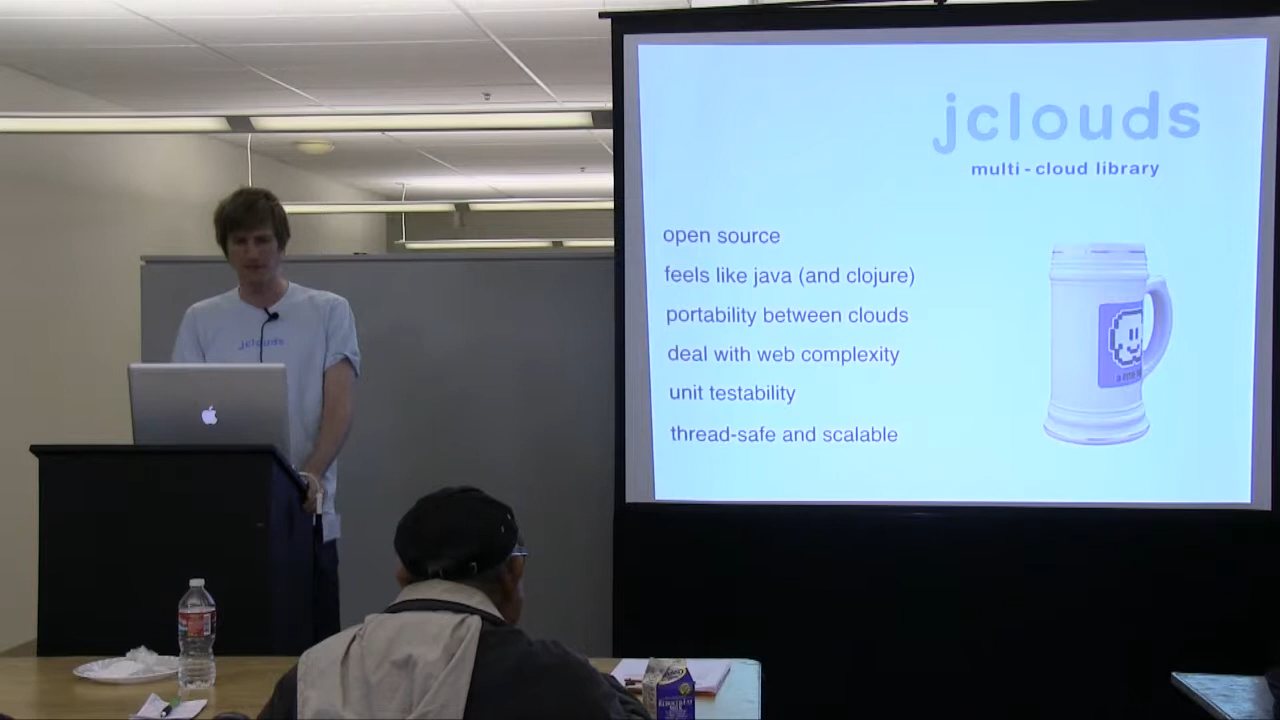 jclouds
multi-cloud library
open source
feels like java (and clojure)
portability between clouds
deal with web complexity
unit testability
thread-safe and scalable
jclouds